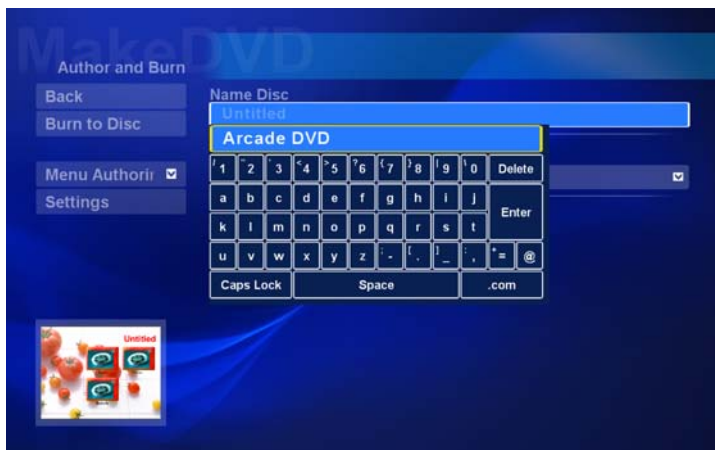 MakeDVD
Author and Burn
Back
Burn to Disc
Menu Authorin
Settings
Name Disc
Untitled
Arcade DVD
/ 1 " 2 ' 3 < 4 > 5 ? 6 { 7 } 8 | 9 \ 0 Delete
a b c d e f g h i j
Enter
k l m n o p q r s t
u v w x y z ; - [ . ] _ : , * = @
Caps Lock Space .com
Untitled